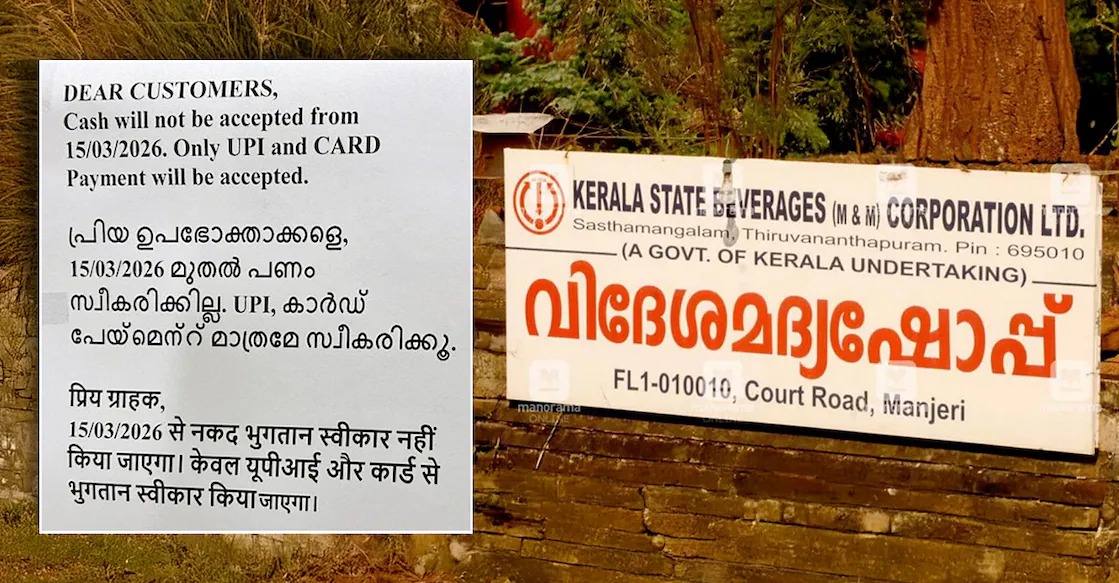 DEAR CUSTOMERS,
Cash will not be accepted from
15/03/2026. Only UPI and CARD
Payment will be accepted.
പ്രിയ ഉപഭോക്താക്കളെ,
15/03/2026 മുതൽ പണം
സ്വീകരിക്കില്ല. UPI, കാർഡ്
പേയ്മെന്റ് മാത്രമേ സ്വീകരിക്കൂ.
प्रिय ग्राहक,
15/03/2026 से नकद भुगतान स्वीकार नहीं
किया जाएगा। केवल यूपीआई और कार्ड से
भुगतान स्वीकार किया जाएगा।
KERALA STATE BEVERAGES (M & M) CORPORATION LTD.
Sasthamangalam, Thiruvananthapuram. Pin : 695010
(A GOVT. OF KERALA UNDERTAKING)
വിദേശമദ്യഷോപ്പ്
FL1-010010, Court Road, Manjeri
manorama
ONLINE